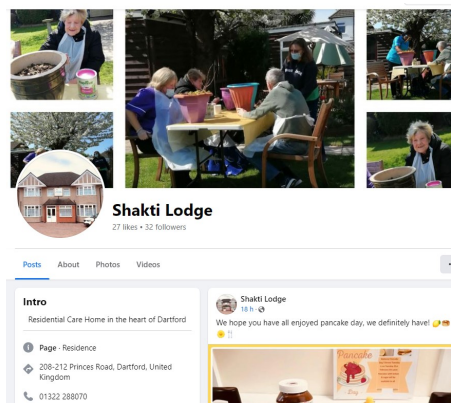 Shakti Lodge
27 likes • 32 followers
Posts
About
Photos
Videos
Intro
Residential Care Home in the heart of Dartford
Page · Residence
208-212 Princes Road, Dartford, United
Kingdom
01322 288070
Shakti Lodge
18 h ·
We hope you have all enjoyed pancake day, we definitely have!
Pancake
Day